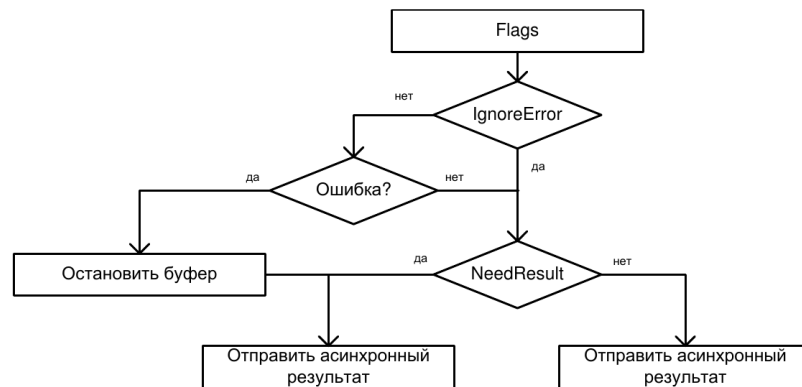 Flags
нет
IgnoreError
да
да
Ошибка?
нет
Остановить буфер
да
NeedResult
нет
Отправить асинхронный
результат
Отправить асинхронный
результат